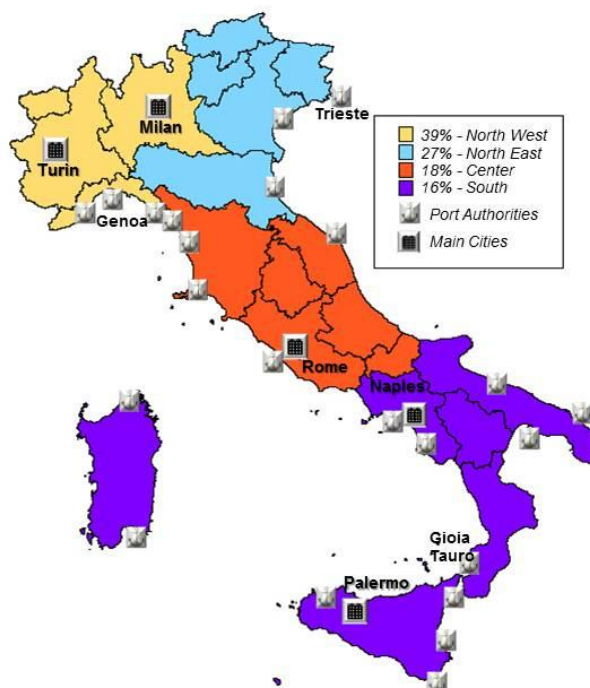 Trieste
Milan
Turin
Genoa
39% - North West
27% - North East
18% - Center
16% - South
Port Authorities
Main Cities
Rome
Naples
Gioia
Tauro
Palermo